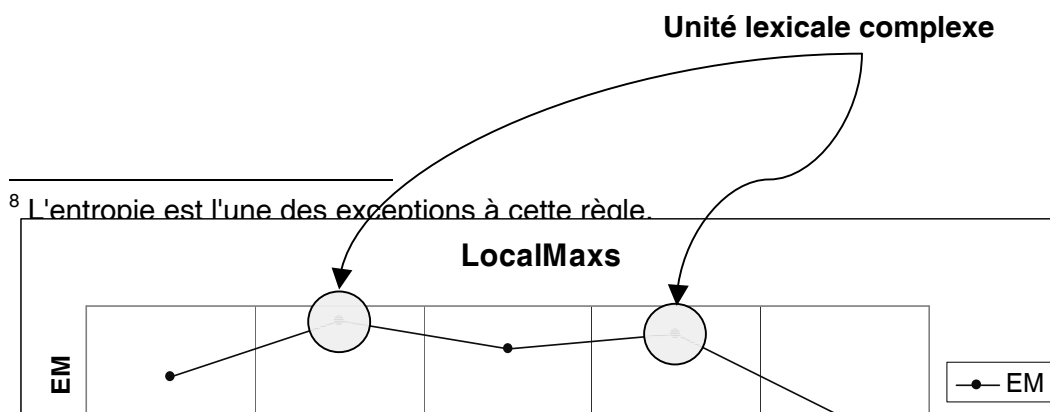 Unité lexicale complexe
8 L'entropie est l'une des exceptions à cette règle.
LocalMaxs
EM
EM